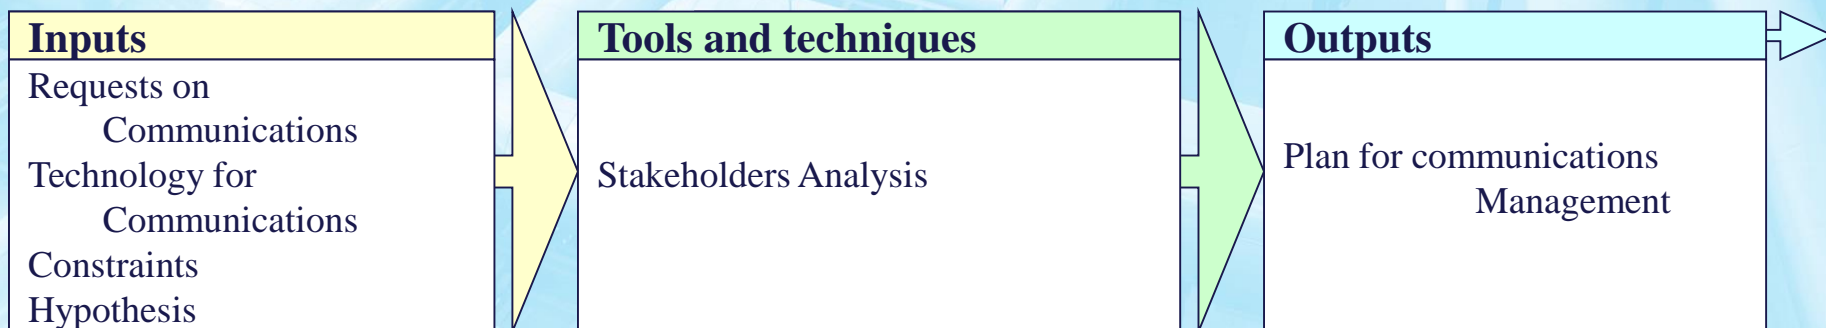 Inputs
Requests on
Communications
Technology for
Communications
Constraints
Hypothesis
Tools and techniques
Stakeholders Analysis
Outputs
Plan for communications
Management